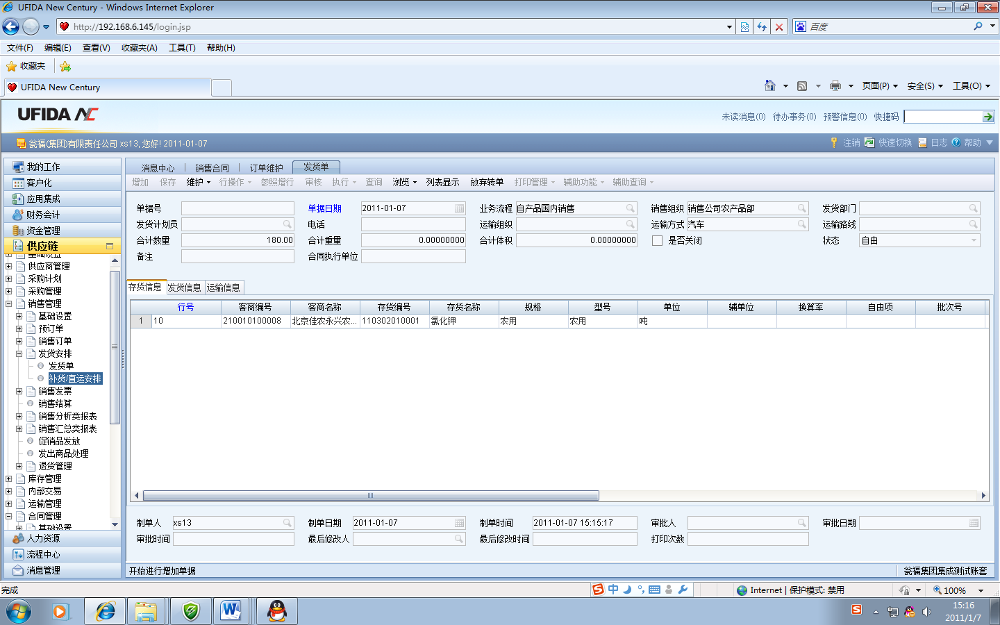 UFIDA New Century - Windows Internet Explorer
http://192.168.6.145/login.jsp
百度
文件(F) 编辑(E) 查看(V) 收藏夹(A) 工具(T) 帮助(H)
收藏夹
UFIDA New Century
页面(P) 安全(S) 工具(O)
UFIDA NC
未读消息(0) 待办事务(0) 预警信息(0) 快捷码
瓮福(集团)有限责任公司 xs13, 您好! 2011-01-07
注销 快速切换 日志 帮助
我的工作
客户化
应用集成
财务会计
资金管理
供应链
基础设置
供应商管理
采购计划
采购管理
销售管理
基础设置
预订单
销售订单
发货安排
发货单
补货/直运安排
销售发票
销售结算
销售分析类报表
销售汇总类报表
促销品发放
发出商品处理
退货管理
库存管理
内部交易
运输管理
合同管理
基础设置
人力资源
流程中心
消息管理
消息中心 销售合同 订单维护 发货单
增加 保存 维护 行操作 参照增行 审核 执行 查询 浏览 列表显示 放弃转单 打印管理 辅助功能 辅助查询
单据号 单据日期 2011-01-07 业务流程 自产品国内销售 销售组织 销售公司农产品部 发货部门
发货计划员 电话 运输组织 运输方式 汽车 运输路线
合计数量 180.00 合计重量 0.00000000 合计体积 0.00000000 是否关闭 状态 自由
备注 合同执行单位
存货信息 发货信息 运输信息
行号 客商编号 客商名称 存货编号 存货名称 规格 型号 单位 辅单位 换算率 自由项 批次号
1 10 210010100008 北京佳农永兴农... 110302010001 氯化钾 农用 农用 吨
制单人 xs13 制单日期 2011-01-07 制单时间 2011-01-07 15:15:17 审批人 审批日期
审批时间 最后修改人 最后修改时间 打印次数
开始进行增加单据 瓮福集团集成测试账套
完成 中 Internet | 保护模式: 禁用 100%
15:16
2011/1/7